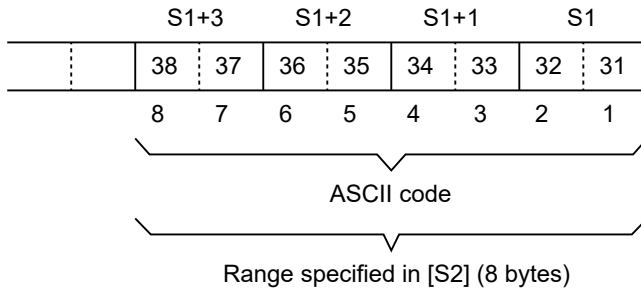 S1+3 S1+2 S1+1 S1
38 37 36 35 34 33 32 31
8 7 6 5 4 3 2 1
ASCII code
Range specified in [S2] (8 bytes)